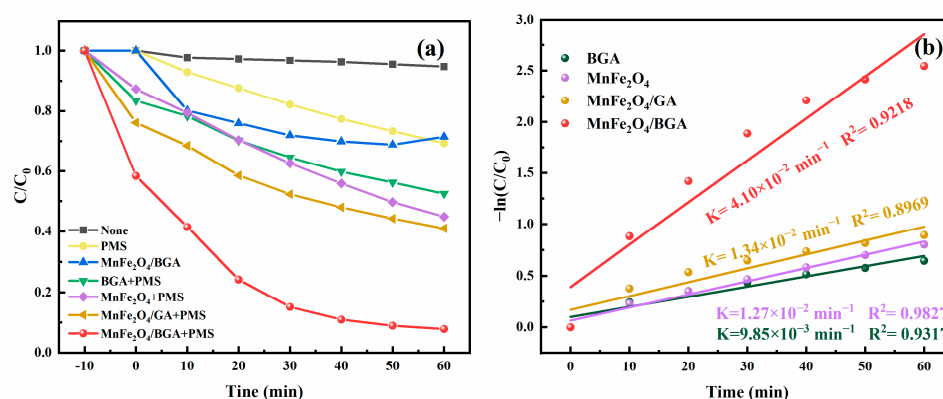 (a)
C/C₀
1.0
0.8
0.6
0.4
0.2
0.0
None
PMS
MnFe₂O₄/BGA
BGA+PMS
MnFe₂O₄+PMS
MnFe₂O₄/GA+PMS
MnFe₂O₄/BGA+PMS
-10 0 10 20 30 40 50 60
Tine (min)
(b)
−ln(C/C₀)
3.0
2.5
2.0
1.5
1.0
0.5
0.0
BGA
MnFe₂O₄
MnFe₂O₄/GA
MnFe₂O₄/BGA
K= 4.10×10⁻² min⁻¹ R²= 0.9218
K= 1.34×10⁻² min⁻¹ R²= 0.8969
K=1.27×10⁻² min⁻¹ R²= 0.9827
K=9.85×10⁻³ min⁻¹ R²= 0.9317
0 10 20 30 40 50 60
Time (min)